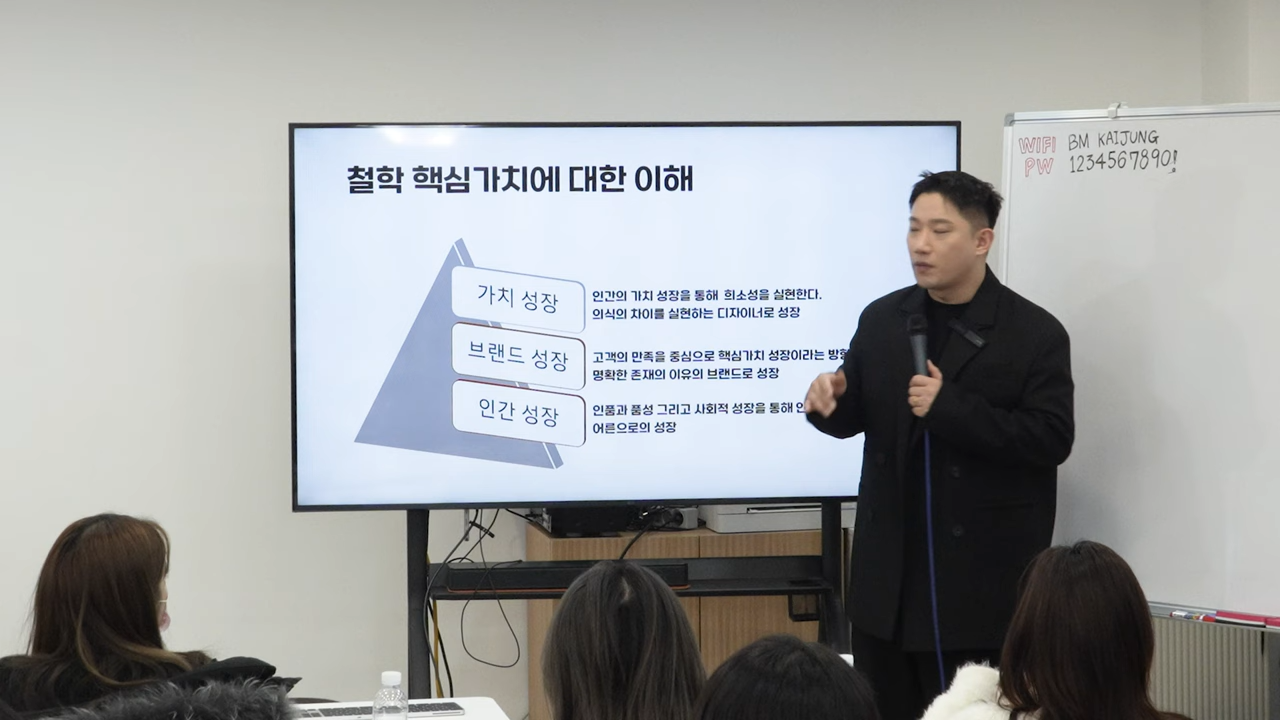 철학 핵심가치에 대한 이해
가치 성장
인간의 가치 성장을 통해 희소성을 실현한다.
의식의 차이를 실현하는 디자이너로 성장
브랜드 성장
고객의 만족을 중심으로 핵심가치 성장이라는
명확한 존재의 이유의 브랜드로 성장
인간 성장
인품과 품성 그리고 사회적 성장을 통해
어른으로의 성장
WIFI BM KAIJUNG
PW 1234567890!